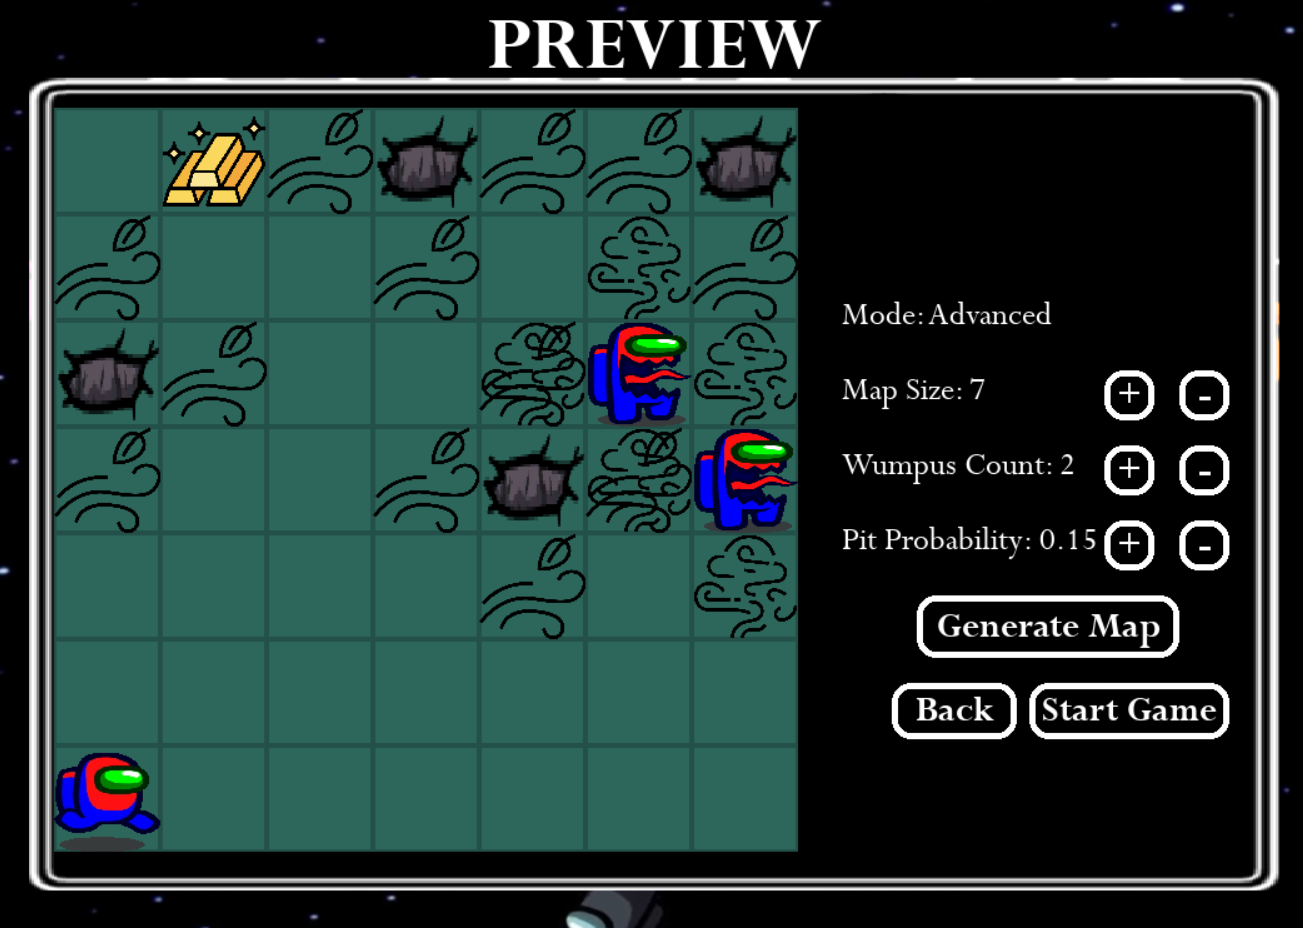 PREVIEW
Mode: Advanced
Map Size: 7
+ -
Wumpus Count: 2
+ -
Pit Probability: 0.15
+ -
Generate Map
Back
Start Game